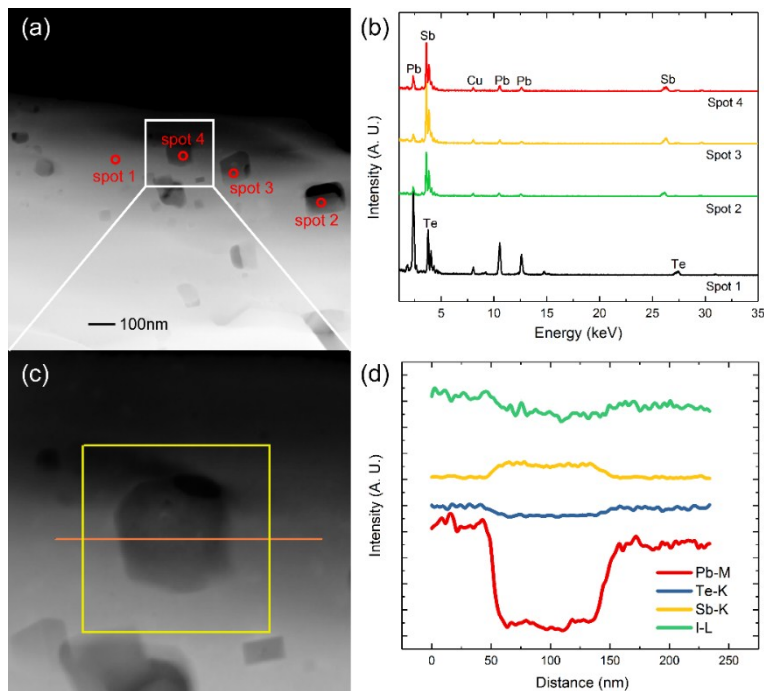 (a)
spot 4
spot 1
spot 3
spot 2
100nm
(b)
Sb
Pb
Cu
Pb
Pb
Sb
Spot 4
Spot 3
Spot 2
Te
Te
Spot 1
Intensity (A. U.)
5 10 15 20 25 30 35
Energy (keV)
(c)
(d)
Intensity (A. U.)
Pb-M
Te-K
Sb-K
I-L
0 50 100 150 200 250
Distance (nm)